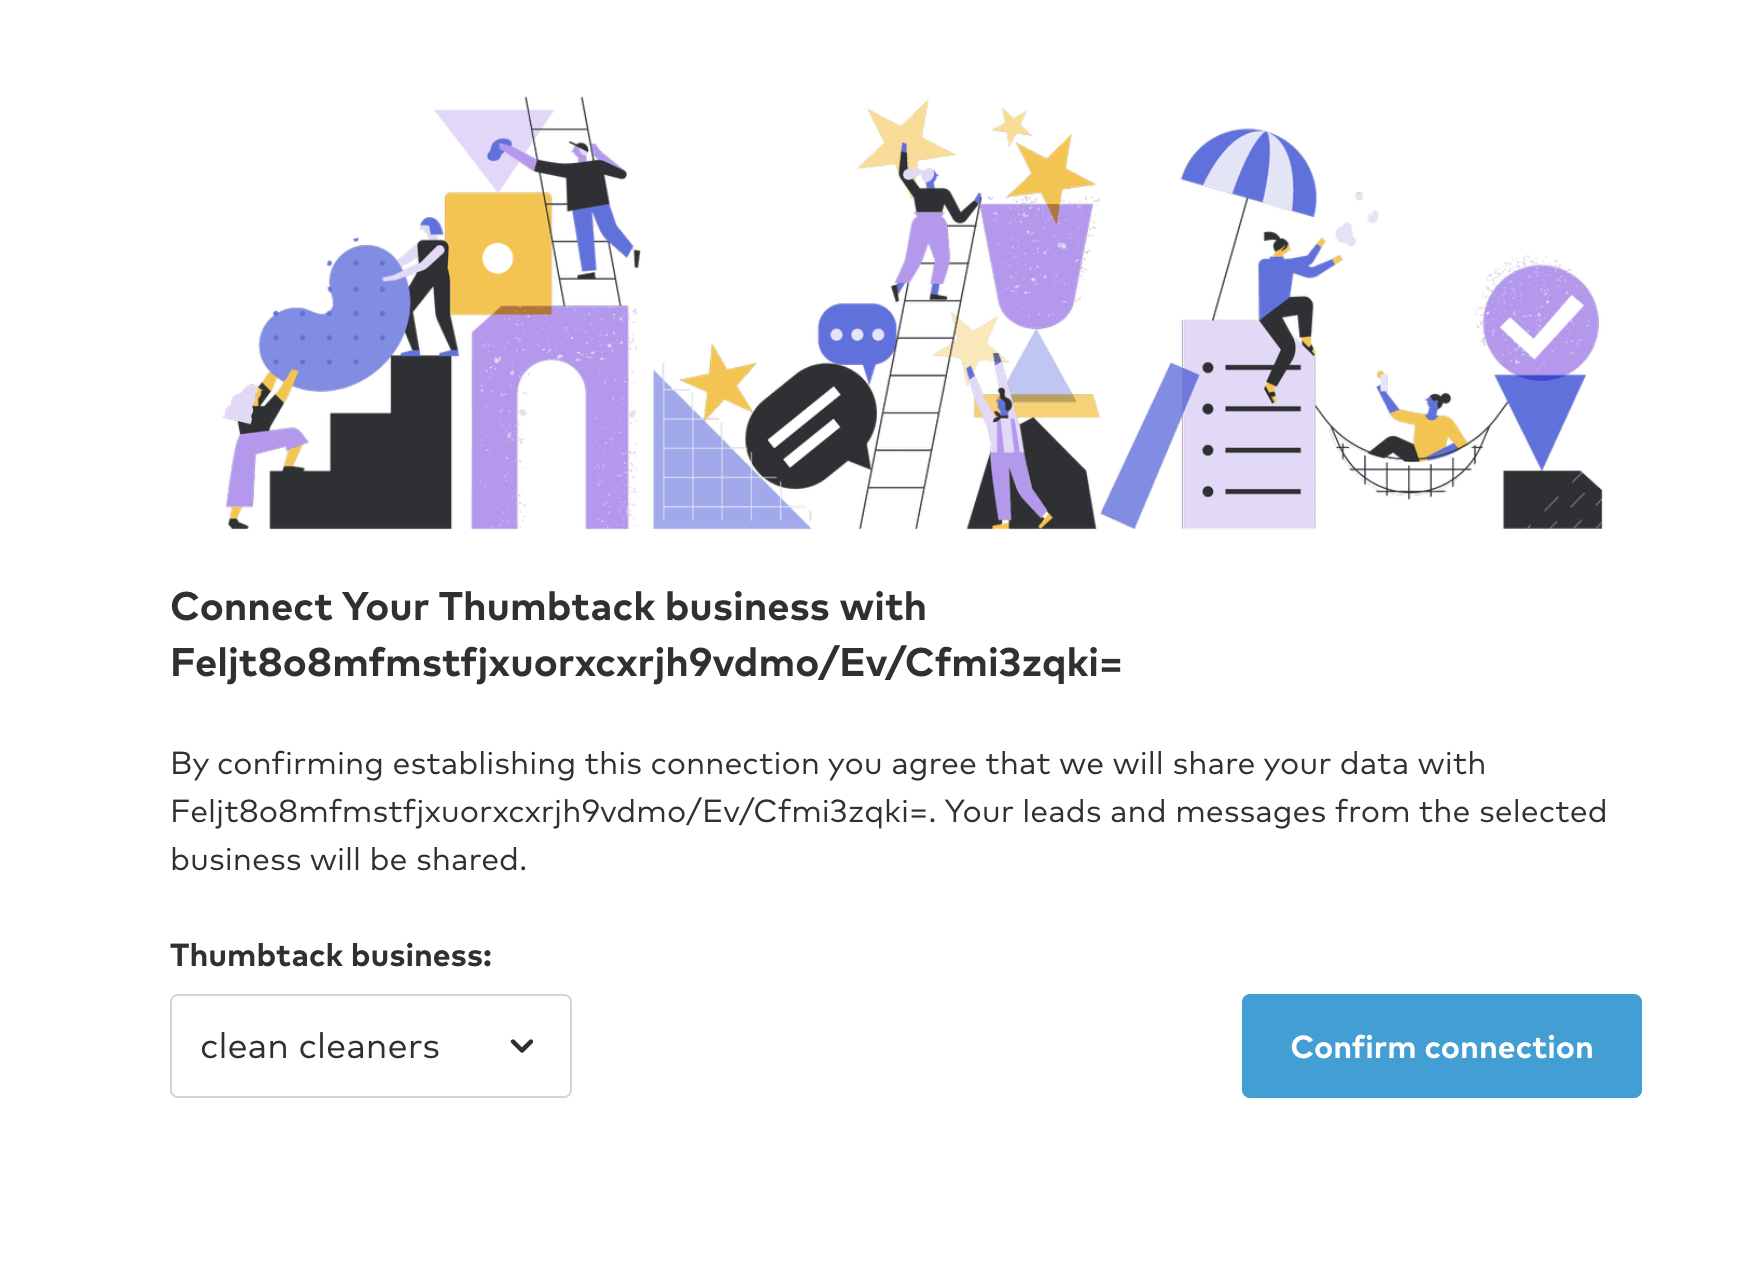 Connect Your Thumbtack business with
Feljt8o8mfmstfjxuorxcxrjh9vdmo/Ev/Cfmi3zqki=
By confirming establishing this connection you agree that we will share your data with
Feljt8o8mfmstfjxuorxcxrjh9vdmo/Ev/Cfmi3zqki=. Your leads and messages from the selected
business will be shared.
Thumbtack business:
clean cleaners
Confirm connection